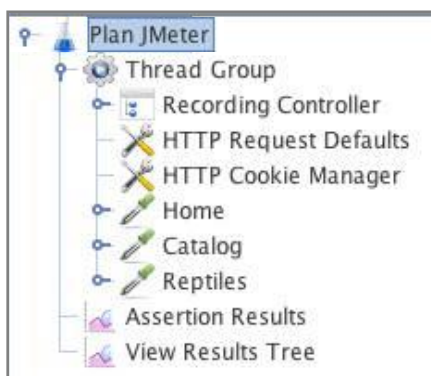 Plan JMeter
Thread Group
Recording Controller
HTTP Request Defaults
HTTP Cookie Manager
Home
Catalog
Reptiles
Assertion Results
View Results Tree